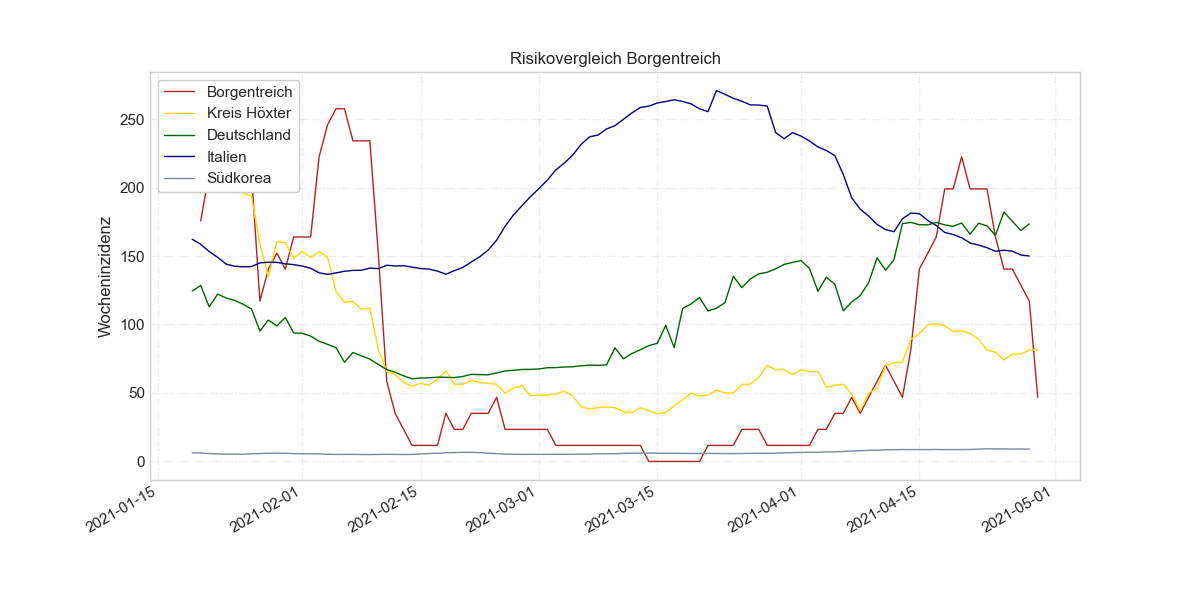 Risikovergleich Borgentreich
Wocheninzidenz
250
200
150
100
50
0
Borgentreich
Kreis Höxter
Deutschland
Italien
Südkorea
2021-01-15
2021-02-01
2021-02-15
2021-03-01
2021-03-15
2021-04-01
2021-04-15
2021-05-01